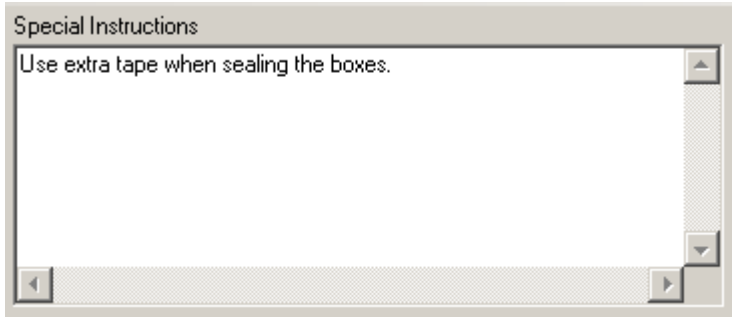 Special Instructions
Use extra tape when sealing the boxes.